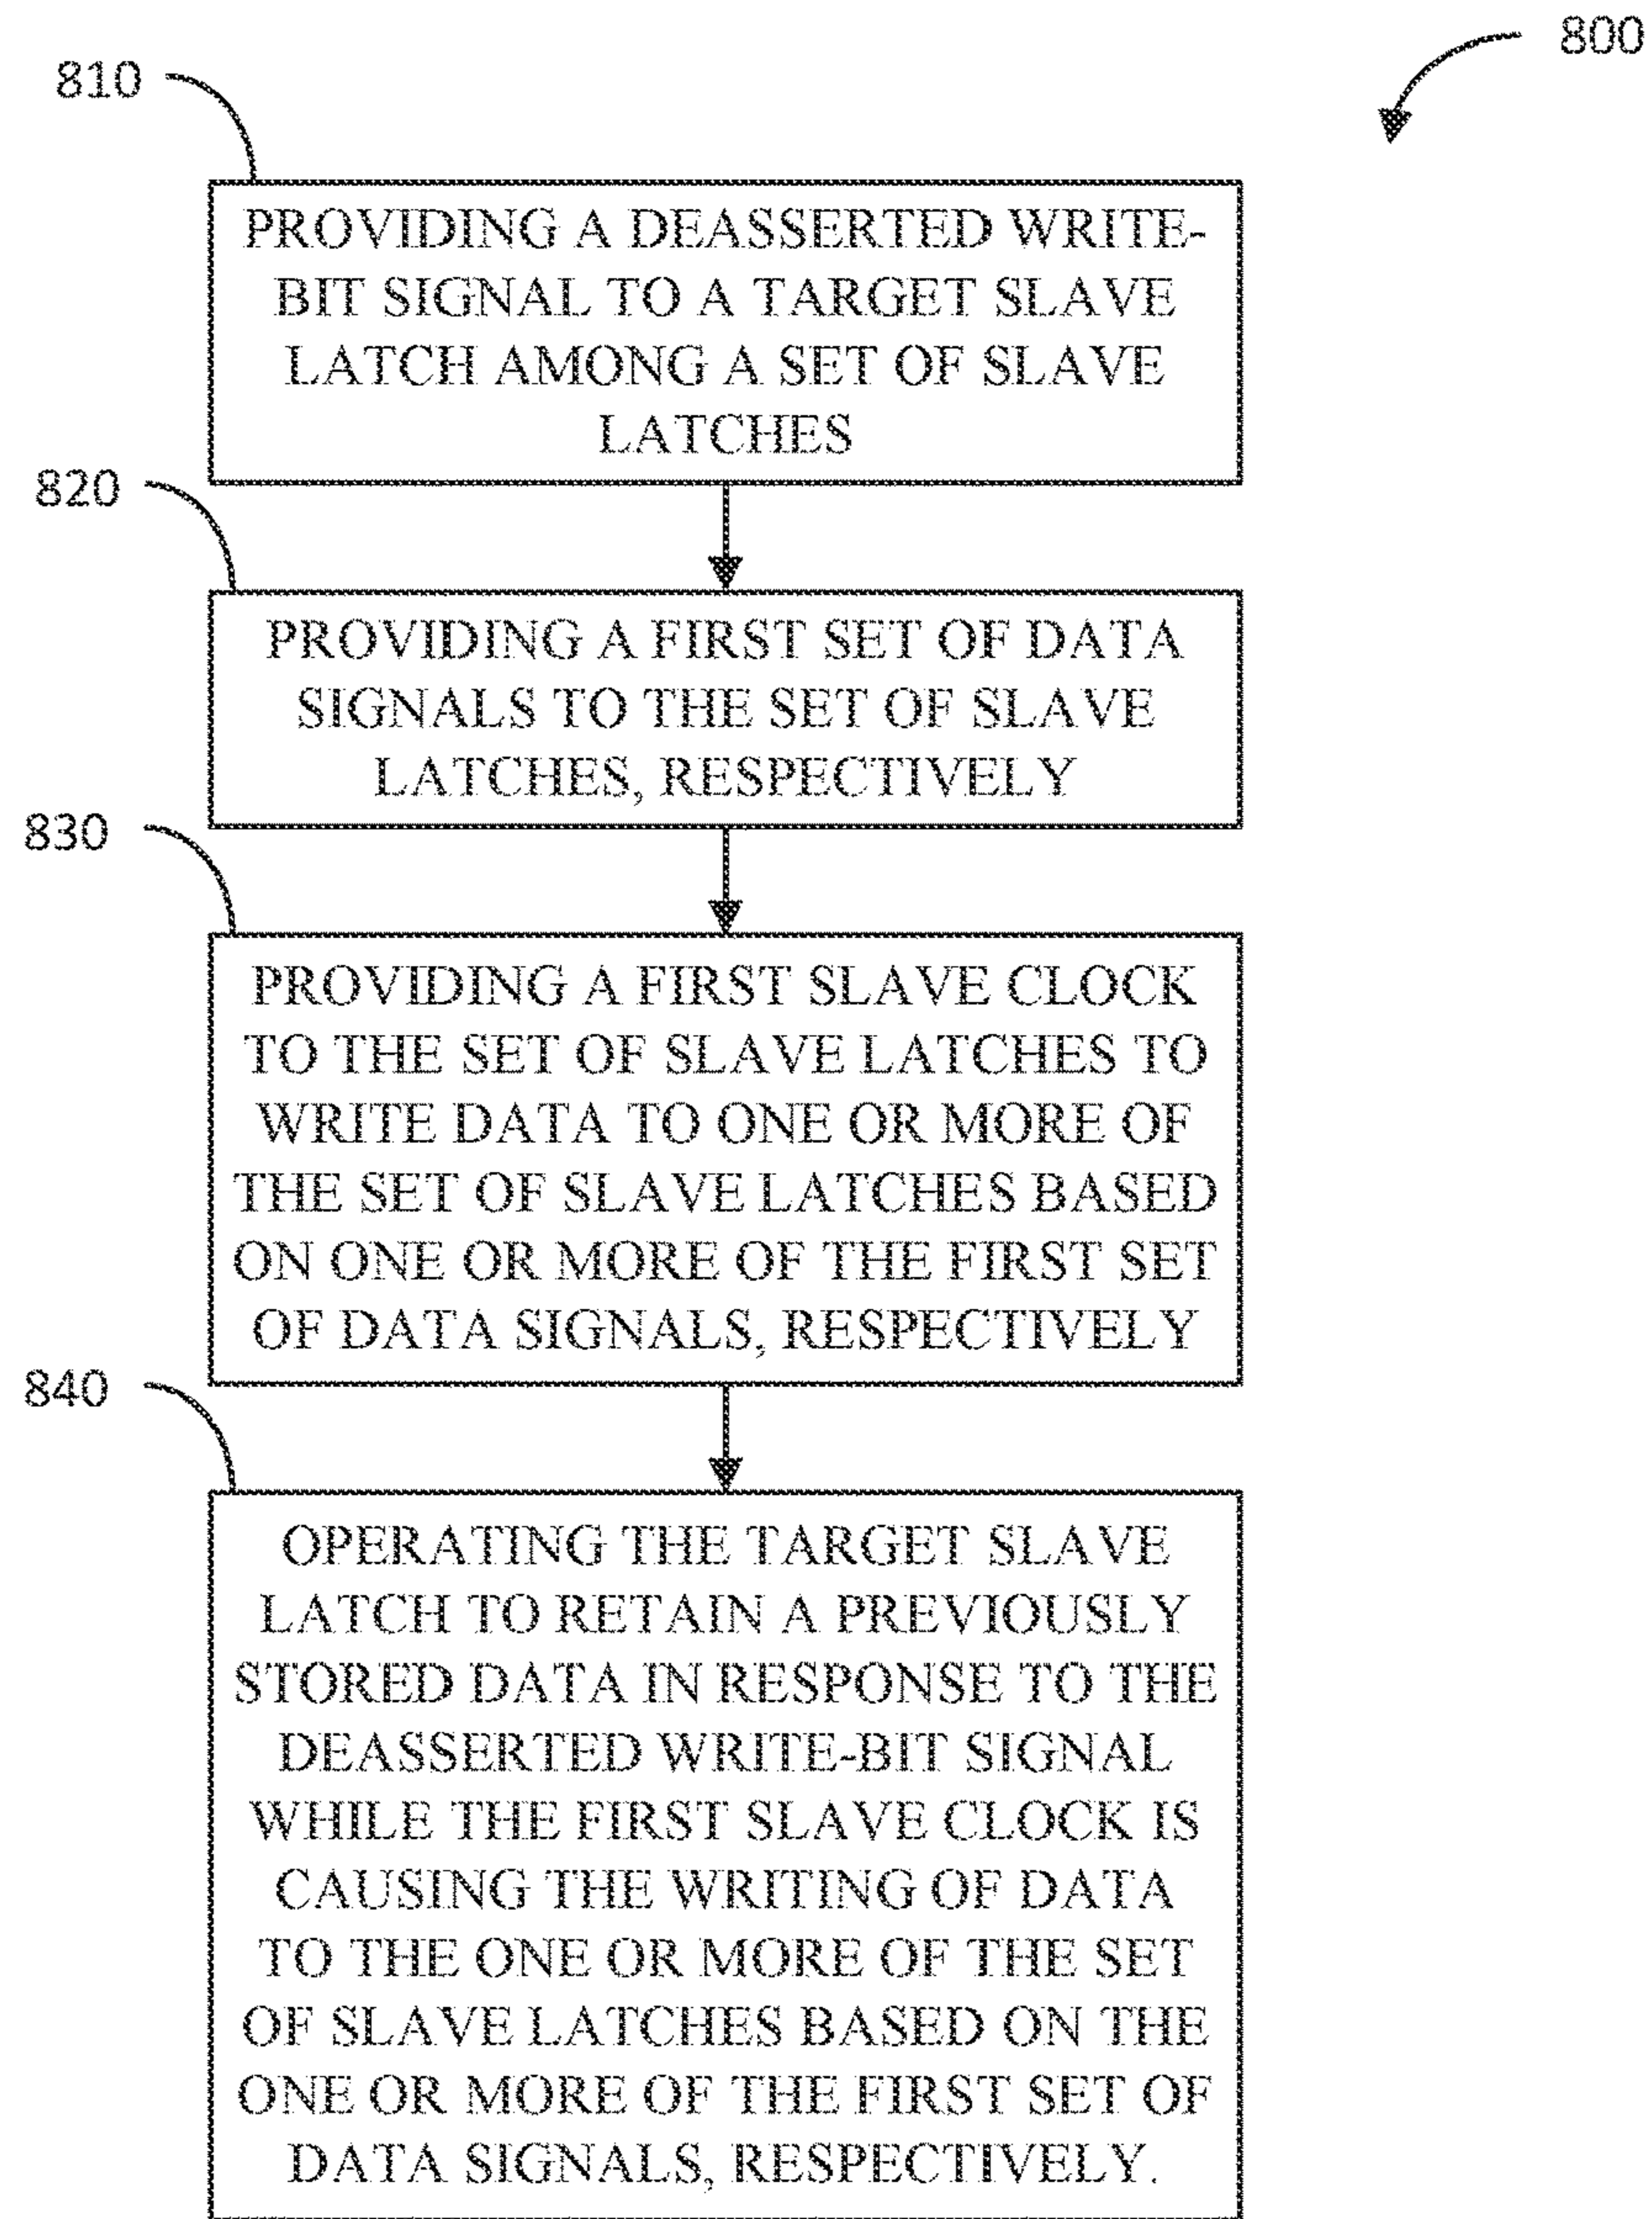 800
810
PROVIDING A DEASSERTED WRITE-
BIT SIGNAL TO A TARGET SLAVE
LATCH AMONG A SET OF SLAVE
LATCHES
820
PROVIDING A FIRST SET OF DATA
SIGNALS TO THE SET OF SLAVE
LATCHES, RESPECTIVELY
830
PROVIDING A FIRST SLAVE CLOCK
TO THE SET OF SLAVE LATCHES TO
WRITE DATA TO ONE OR MORE OF
THE SET OF SLAVE LATCHES BASED
ON ONE OR MORE OF THE FIRST SET
OF DATA SIGNALS, RESPECTIVELY
840
OPERATING THE TARGET SLAVE
LATCH TO RETAIN A PREVIOUSLY
STORED DATA IN RESPONSE TO THE
DEASSERTED WRITE-BIT SIGNAL
WHILE THE FIRST SLAVE CLOCK IS
CAUSING THE WRITING OF DATA
TO THE ONE OR MORE OF THE SET
OF SLAVE LATCHES BASED ON THE
ONE OR MORE OF THE FIRST SET OF
DATA SIGNALS, RESPECTIVELY.